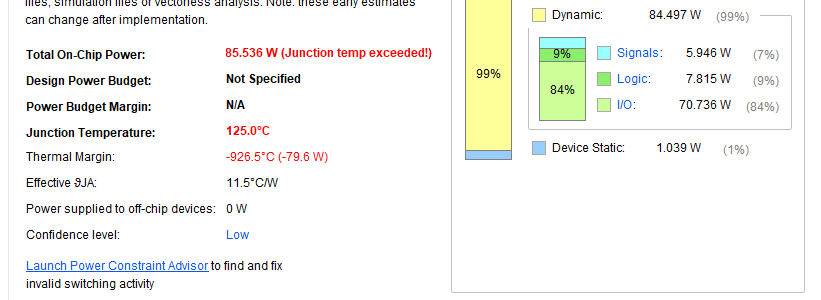 files, simulation files or vectorless analysis. Note: these early estimates
can change after implementation.
Total On-Chip Power: 85.536 W (Junction temp exceeded!)
Design Power Budget: Not Specified
Power Budget Margin: N/A
Junction Temperature: 125.0°C
Thermal Margin: -926.5°C (-79.6 W)
Effective ϑJA: 11.5°C/W
Power supplied to off-chip devices: 0 W
Confidence level: Low
Launch Power Constraint Advisor to find and fix
invalid switching activity
99%
Dynamic: 84.497 W (99%)
9%
84%
Signals: 5.946 W (7%)
Logic: 7.815 W (9%)
I/O: 70.736 W (84%)
Device Static: 1.039 W (1%)